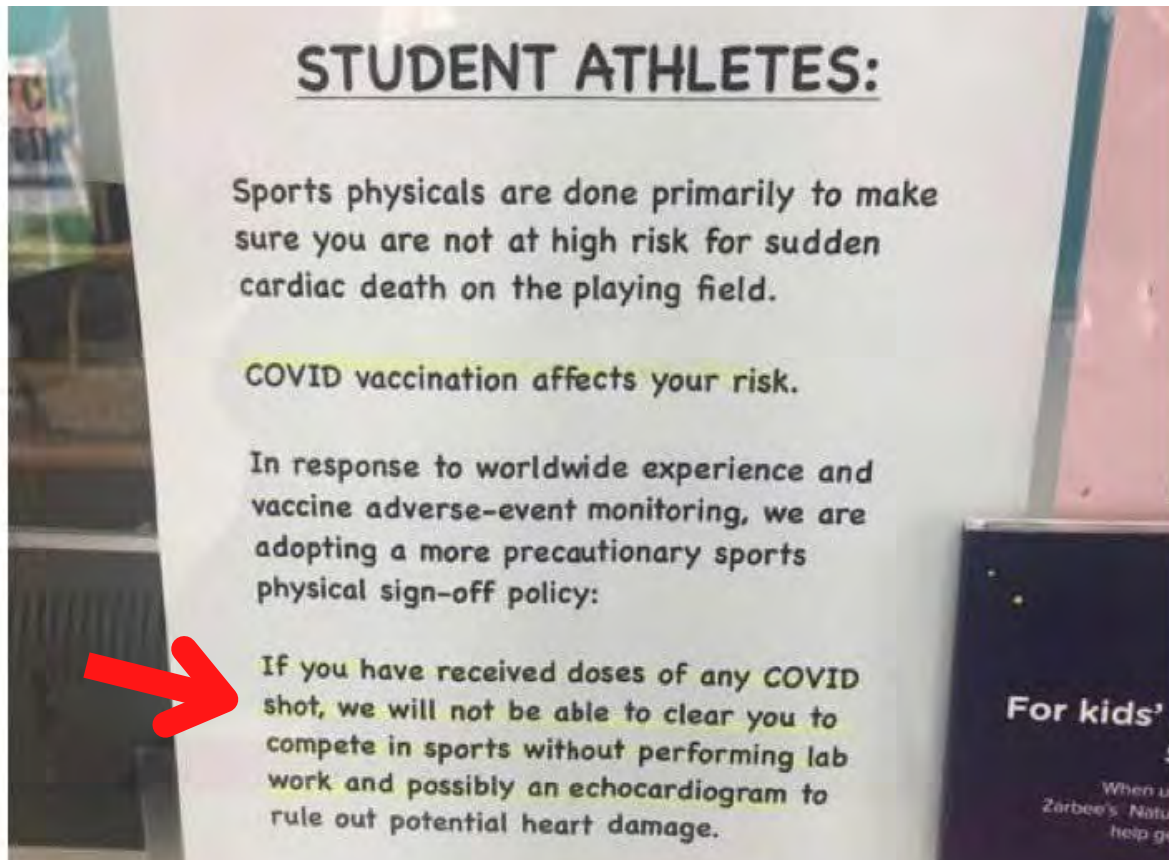 STUDENT ATHLETES:
Sports physicals are done primarily to make
sure you are not at high risk for sudden
cardiac death on the playing field.
COVID vaccination affects your risk.
In response to worldwide experience and
vaccine adverse-event monitoring, we are
adopting a more precautionary sports
physical sign-off policy:
If you have received doses of any COVID
shot, we will not be able to clear you to
compete in sports without performing lab
work and possibly an echocardiogram to
rule out potential heart damage.
For kids'
When
Zarbee's
help